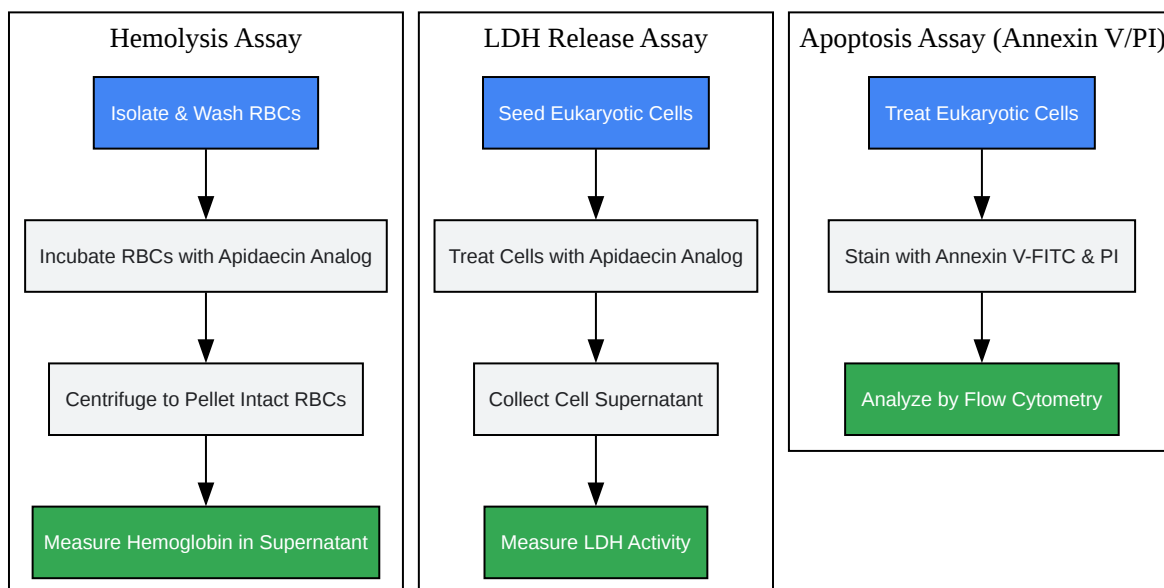 Hemolysis Assay
Isolate & Wash RBCs
Incubate RBCs with Apidaecin Analog
Centrifuge to Pellet Intact RBCs
Measure Hemoglobin in Supernatant
LDH Release Assay
Seed Eukaryotic Cells
Treat Cells with Apidaecin Analog
Collect Cell Supernatant
Measure LDH Activity
Apoptosis Assay (Annexin V/PI)
Treat Eukaryotic Cells
Stain with Annexin V-FITC & PI
Analyze by Flow Cytometry